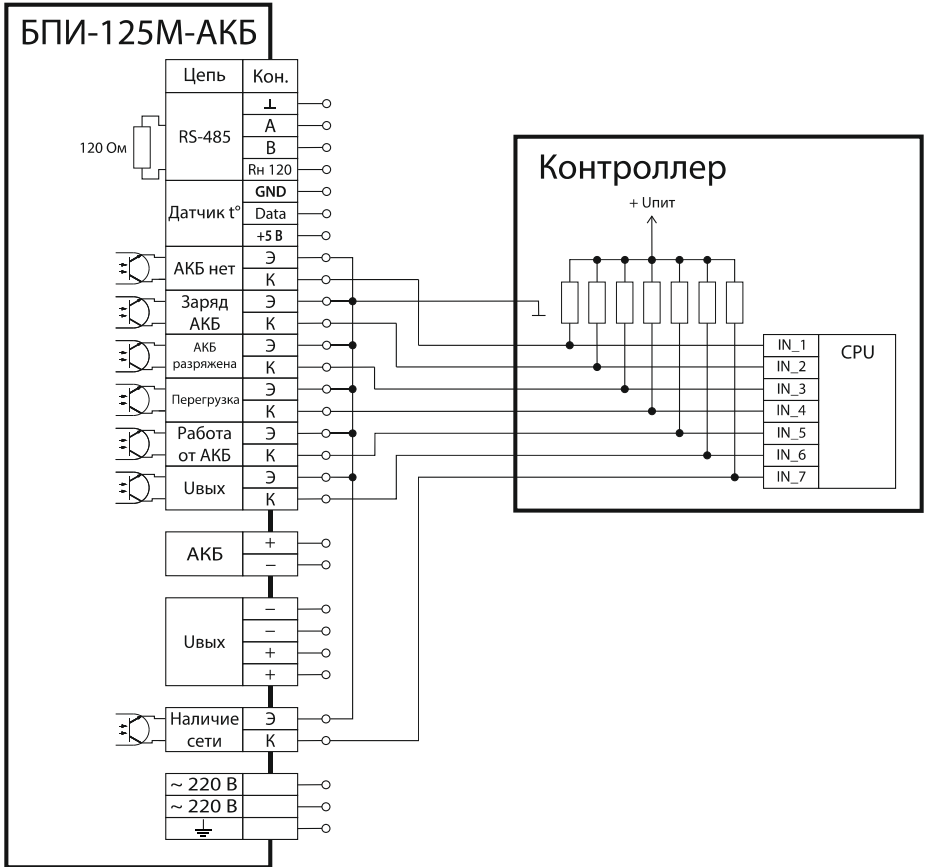 БПИ-125М-АКБ
Цепь Кон.
120 Ом
RS-485
⊥
A
B
Rн 120
Датчик t°
GND
Data
+5 В
АКБ нет
Э
К
Заряд
АКБ
Э
К
АКБ
разряжена
Э
К
Перегрузка
Э
К
Работа
от АКБ
Э
К
Uвых
Э
К
АКБ
+
−
Uвых
−
−
+
+
Наличие
сети
Э
К
~ 220 В
~ 220 В
Контроллер
+ Uпит
IN_1
IN_2
IN_3
IN_4
IN_5
IN_6
IN_7
CPU